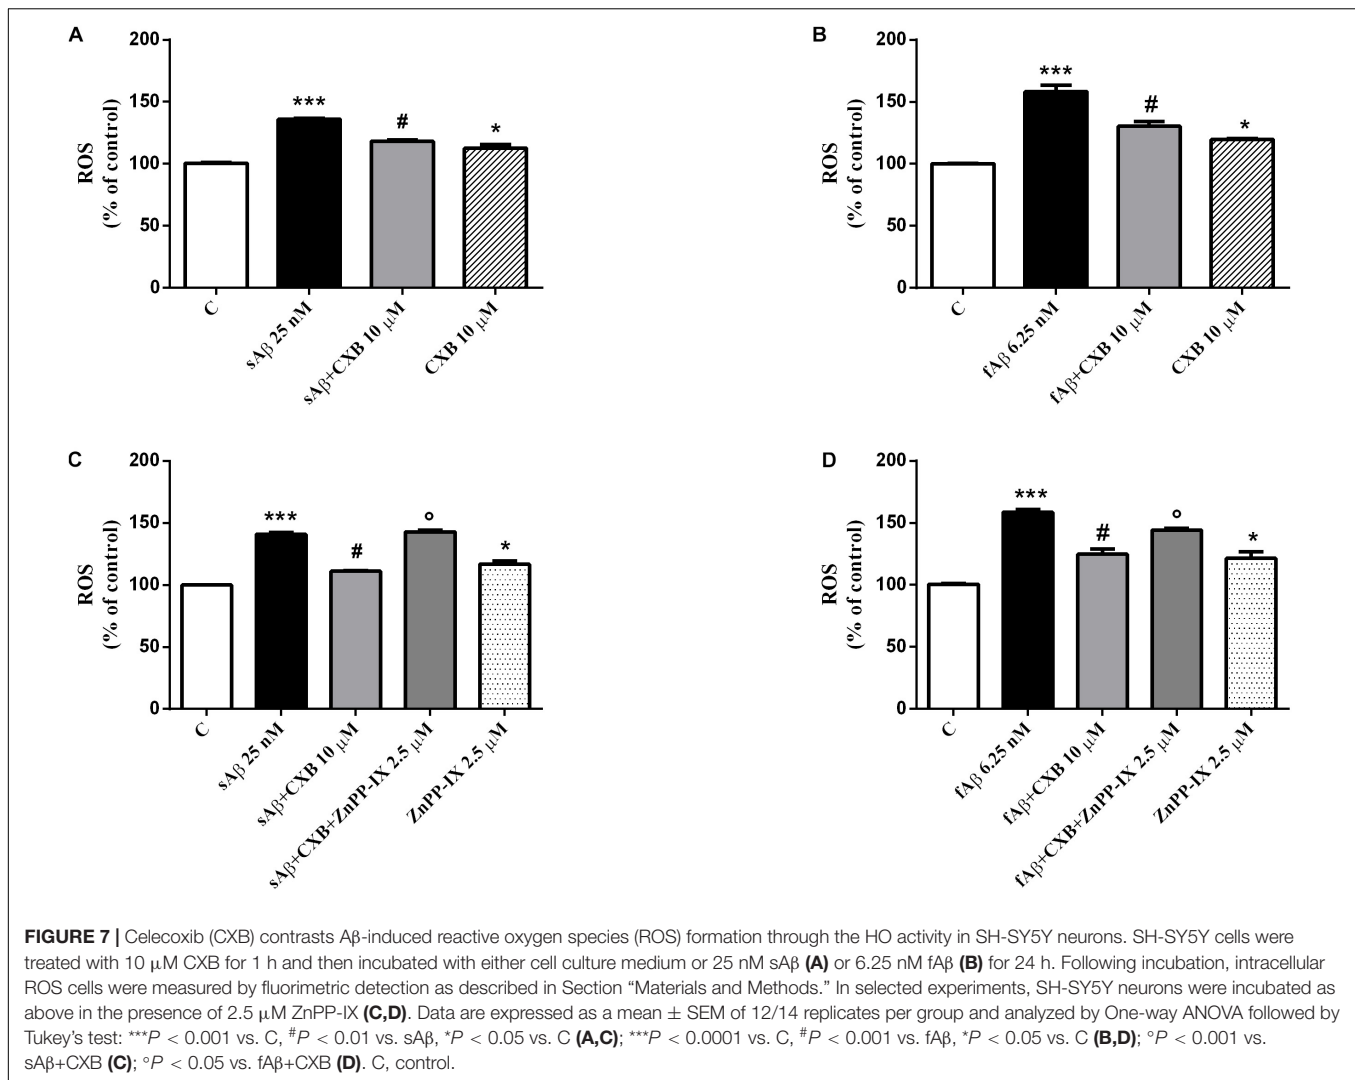 A
200
150
100
50
0
ROS
(% of control)
***
#
*
C
sAβ 25 nM
sAβ+CXB 10 µM
CXB 10 µM
B
200
150
100
50
0
ROS
(% of control)
***
#
*
C
fAβ 6.25 nM
fAβ+CXB 10 µM
CXB 10 µM
C
200
150
100
50
0
ROS
(% of control)
***
#
°
*
C
sAβ 25 nM
sAβ+CXB 10 µM
sAβ+CXB+ZnPP-IX 2.5 µM
ZnPP-IX 2.5 µM
D
200
150
100
50
0
ROS
(% of control)
***
#
°
*
C
fAβ 6.25 nM
fAβ+CXB 10 µM
fAβ+CXB+ZnPP-IX 2.5 µM
ZnPP-IX 2.5 µM
FIGURE 7 | Celecoxib (CXB) contrasts Aβ-induced reactive oxygen species (ROS) formation through the HO activity in SH-SY5Y neurons. SH-SY5Y cells were
treated with 10 µM CXB for 1 h and then incubated with either cell culture medium or 25 nM sAβ (A) or 6.25 nM fAβ (B) for 24 h. Following incubation, intracellular
ROS cells were measured by fluorimetric detection as described in Section “Materials and Methods.” In selected experiments, SH-SY5Y neurons were incubated as
above in the presence of 2.5 µM ZnPP-IX (C,D). Data are expressed as a mean ± SEM of 12/14 replicates per group and analyzed by One-way ANOVA followed by
Tukey’s test: ***P < 0.001 vs. C, #P < 0.01 vs. sAβ, *P < 0.05 vs. C (A,C); ***P < 0.0001 vs. C, #P < 0.001 vs. fAβ, *P < 0.05 vs. C (B,D); °P < 0.001 vs.
sAβ+CXB (C); °P < 0.05 vs. fAβ+CXB (D). C, control.